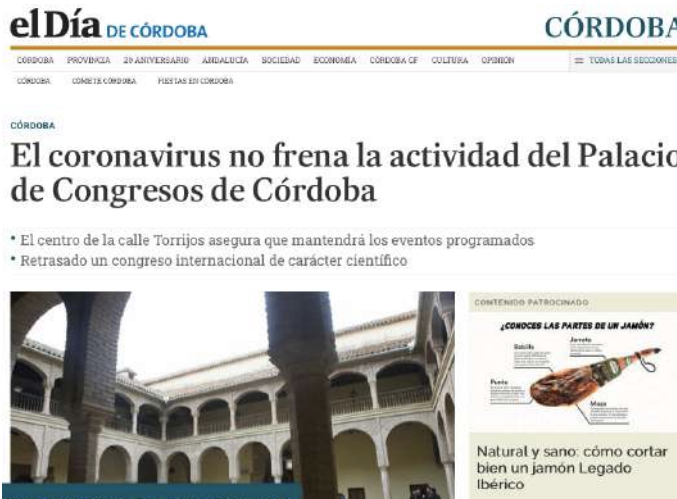 el Día DE CÓRDOBA
CÓRDOBA
CÓRDOBA PROVINCIA 20 ANIVERSARIO ANDALUCÍA SOCIEDAD ECONOMÍA CÓRDOBA CF CULTURA OPINIÓN
TODAS LAS SECCIONES
CÓRDOBA COMETE CÓRDOBA FIESTAS EN CÓRDOBA
CÓRDOBA
El coronavirus no frena la actividad del Palacio
de Congresos de Córdoba
• El centro de la calle Torrijos asegura que mantendrá los eventos programados
• Retrasado un congreso internacional de carácter científico
CONTENIDO PATROCINADO
¿CONOCES LAS PARTES DE UN JAMÓN?
Babilla
Jarrete
Punta
Maza
Natural y sano: cómo cortar
bien un jamón Legado
Ibérico